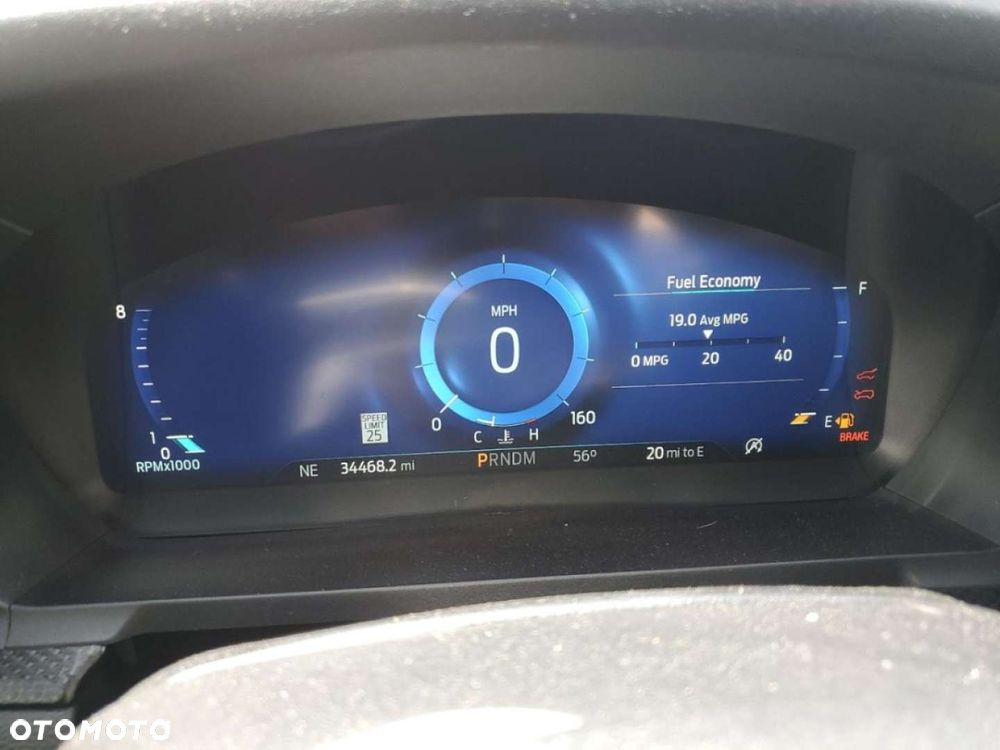 Fuel Economy
F
8
MPH
19.0 Avg MPG
0
0 MPG 20 40
SPEED
LIMIT
25
0 160
E
1
C H
BRAKE
0
RPMx1000
NE 34468.2 mi PRNDM 56° 20 mi to E
OTOMOTO